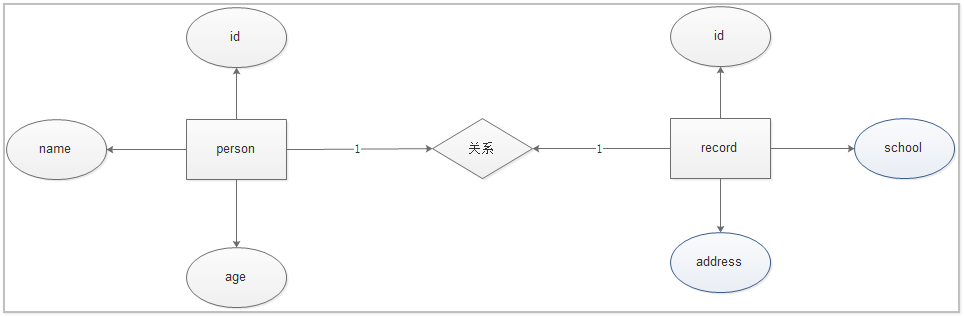 id
id
name
person
1
关系
1
record
school
age
address